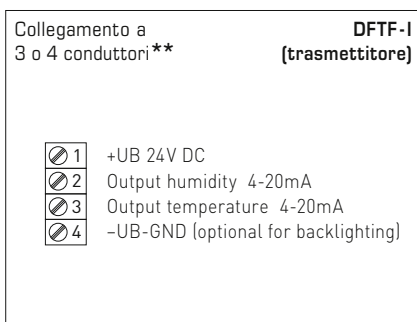 Collegamento a DFTF-I
3 o 4 conduttori** (trasmettitore)
1 +UB 24V DC
2 Output humidity 4-20mA
3 Output temperature 4-20mA
4 –UB-GND (optional for backlighting)